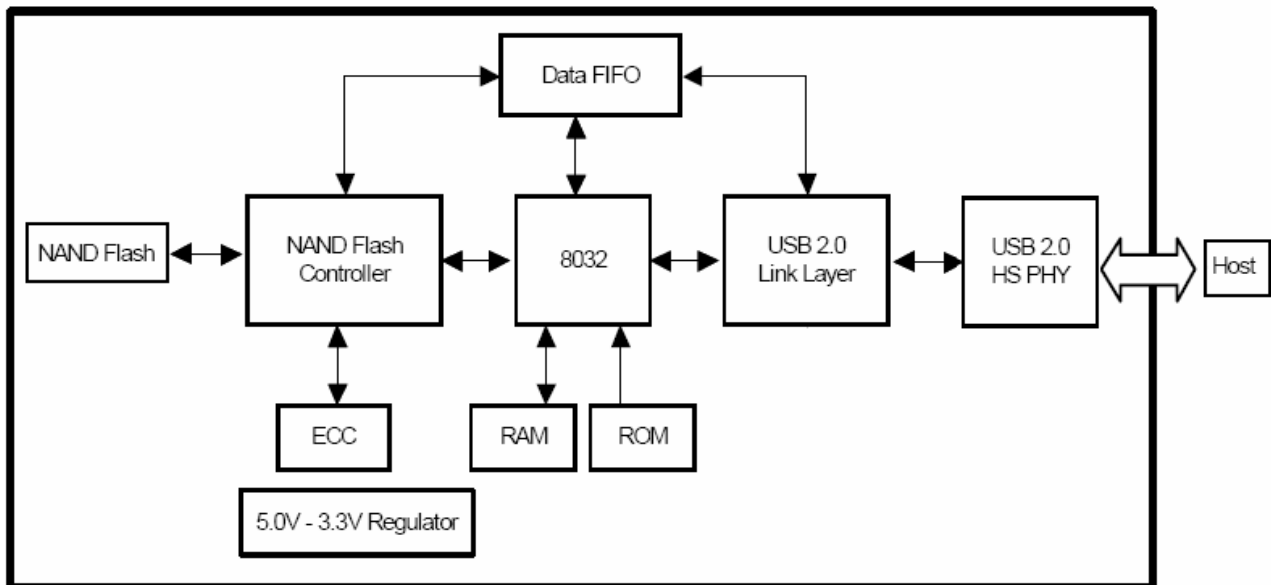 Data FIFO
NAND Flash
NAND Flash
Controller
8032
USB 2.0
Link Layer
USB 2.0
HS PHY
Host
ECC
RAM
ROM
5.0V - 3.3V Regulator